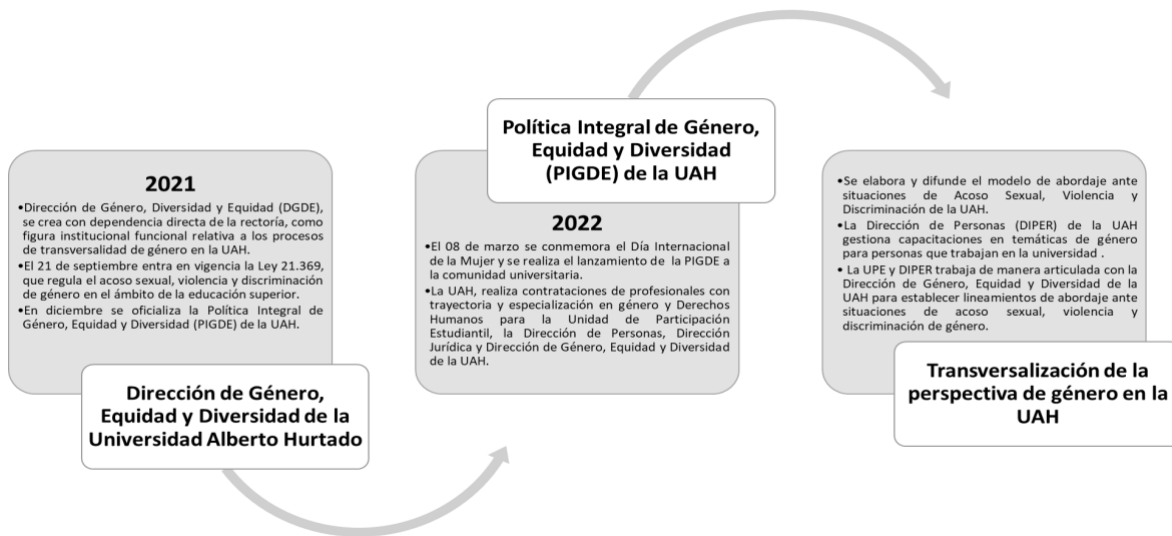 2021
•Dirección de Género, Diversidad y Equidad (DGDE),
se crea con dependencia directa de la rectoría, como
figura institucional funcional relativa a los procesos
de transversalidad de género en la UAH.
•El 21 de septiembre entra en vigencia la Ley 21.369,
que regula el acoso sexual, violencia y discriminación
de género en el ámbito de la educación superior.
•En diciembre se oficializa la Política Integral de
Género, Equidad y Diversidad (PIGDE) de la UAH.
Dirección de Género,
Equidad y Diversidad de la
Universidad Alberto Hurtado
Política Integral de Género,
Equidad y Diversidad
(PIGDE) de la UAH
2022
•El 08 de marzo se conmemora el Día Internacional
de la Mujer y se realiza el lanzamiento de la PIGDE a
la comunidad universitaria.
•La UAH, realiza contrataciones de profesionales con
trayectoria y especialización en género y Derechos
Humanos para la Unidad de Participación
Estudiantil, la Dirección de Personas, Dirección
Jurídica y Dirección de Género, Equidad y Diversidad
de la UAH.
•Se elabora y difunde el modelo de abordaje ante
situaciones de Acoso Sexual, Violencia y
Discriminación de la UAH.
•La Dirección de Personas (DIPER) de la UAH
gestiona capacitaciones en temáticas de género
para personas que trabajan en la universidad .
• La UPE y DIPER trabaja de manera articulada con la
Dirección de Género, Equidad y Diversidad de la
UAH para establecer lineamientos de abordaje ante
situaciones de acoso sexual, violencia y
discriminación de género.
Transversalización de la
perspectiva de género en la
UAH